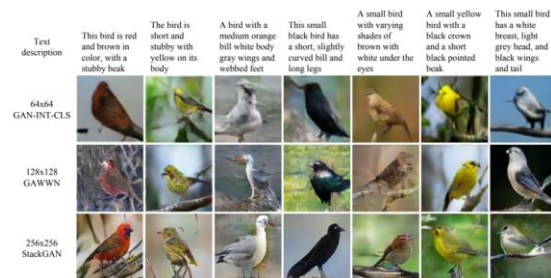 Text
description
This bird is red
and brown in
color, with a
stubby beak
The bird is
short and
stubby with
yellow on its
body
A bird with a
medium orange
bill white body
gray wings and
webbed feet
This small
black bird has
a short, slightly
curved bill and
long legs
A small bird
with varying
shades of
brown with
white under the
eyes
A small yellow
bird with a
black crown
and a short
black pointed
beak
This small bird
has a white
breast, light
grey head, and
black wings
and tail
64x64
GAN-INT-CLS
128x128
GAWWN
256x256
StackGAN